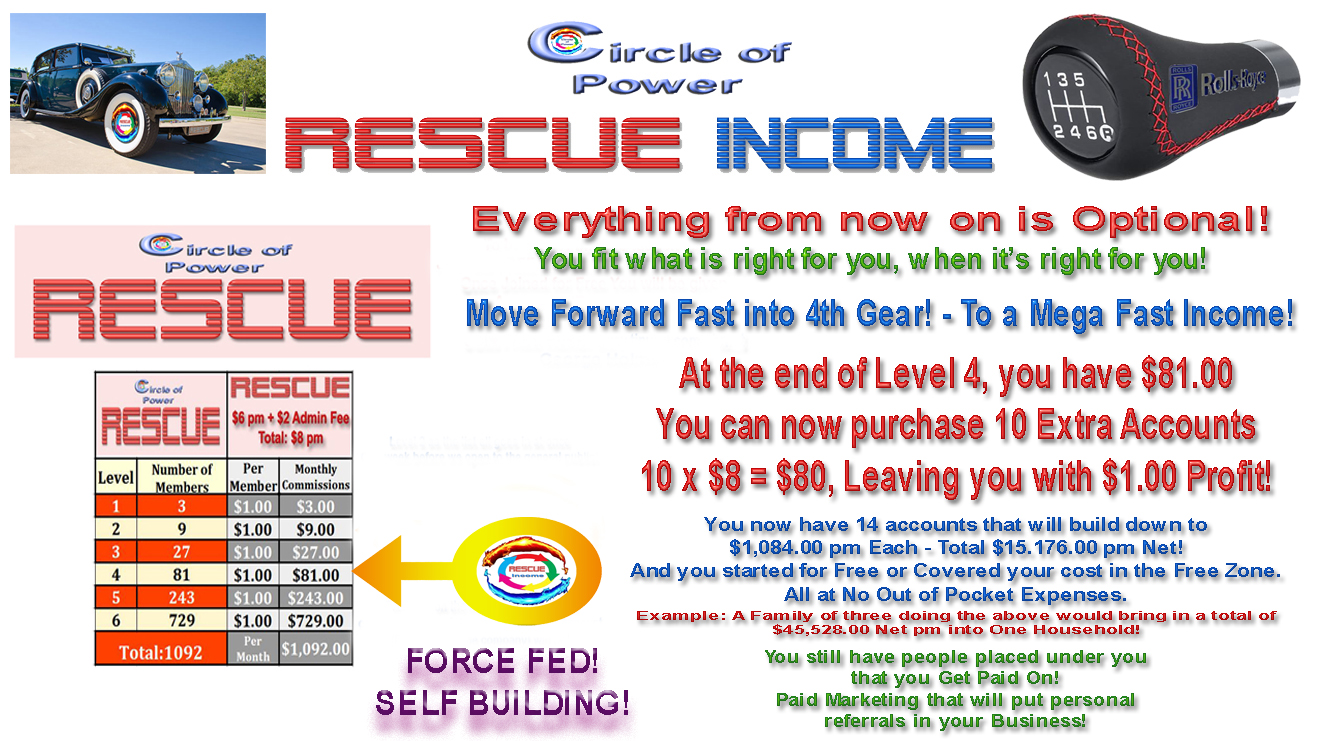 Circle of
Power
RESCUE INCOME
1 3 5
2 4 6 R
ROLLS
RR
ROYCE
Rolls-Royce
Everything from now on is Optional!
You fit what is right for you, when it's right for you!
Move Forward Fast into 4th Gear! - To a Mega Fast Income!
Circle of
Power
RESCUE
At the end of Level 4, you have $81.00
You can now purchase 10 Extra Accounts
10 x $8 = $80, Leaving you with $1.00 Profit!
Circle of
Power
RESCUE
RESCUE
$6 pm + $2 Admin Fee
Total: $8 pm
Level Number of Members Per Member Monthly Commissions
1 3 $1.00 $3.00
2 9 $1.00 $9.00
3 27 $1.00 $27.00
4 81 $1.00 $81.00
5 243 $1.00 $243.00
6 729 $1.00 $729.00
Total:1092 Per Month $1,092.00
RESCUE
Income
FORCE FED!
SELF BUILDING!
You now have 14 accounts that will build down to
$1,084.00 pm Each - Total $15.176.00 pm Net!
And you started for Free or Covered your cost in the Free Zone.
All at No Out of Pocket Expenses.
Example: A Family of three doing the above would bring in a total of
$45,528.00 Net pm into One Household!
You still have people placed under you
that you Get Paid On!
Paid Marketing that will put personal
referrals in your Business!